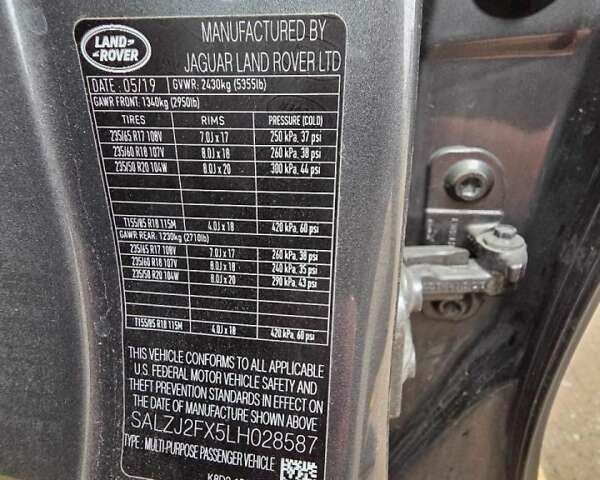 LAND
ROVER
MANUFACTURED BY
JAGUAR LAND ROVER LTD
DATE : 05/19 GVWR: 2430kg (5355lb)
GAWR FRONT: 1340kg (2950lb)
TIRES RIMS PRESSURE (COLD)
235/65 R17 108V 7.0J x 17 250 kPa, 37 psi
235/60 R18 107V 8.0J x 18 260 kPa, 38 psi
235/50 R20 104W 8.0J x 20 300 kPa, 44 psi
T155/85 R18 115M 4.0J x 18 420 kPa, 60 psi
GAWR REAR: 1230kg (2710lb)
235/65 R17 108V 7.0J x 17 260 kPa, 38 psi
235/60 R18 107V 8.0J x 18 240 kPa, 35 psi
235/50 R20 104W 8.0J x 20 290 kPa, 43 psi
T155/85 R18 115M 4.0J x 18 420 kPa, 60 psi
THIS VEHICLE CONFORMS TO ALL APPLICABLE
U.S. FEDERAL MOTOR VEHICLE SAFETY AND
THEFT PREVENTION STANDARDS IN EFFECT ON
THE DATE OF MANUFACTURE SHOWN ABOVE
SALZJ2FX5LH028587
TYPE: MULTI-PURPOSE PASSENGER VEHICLE